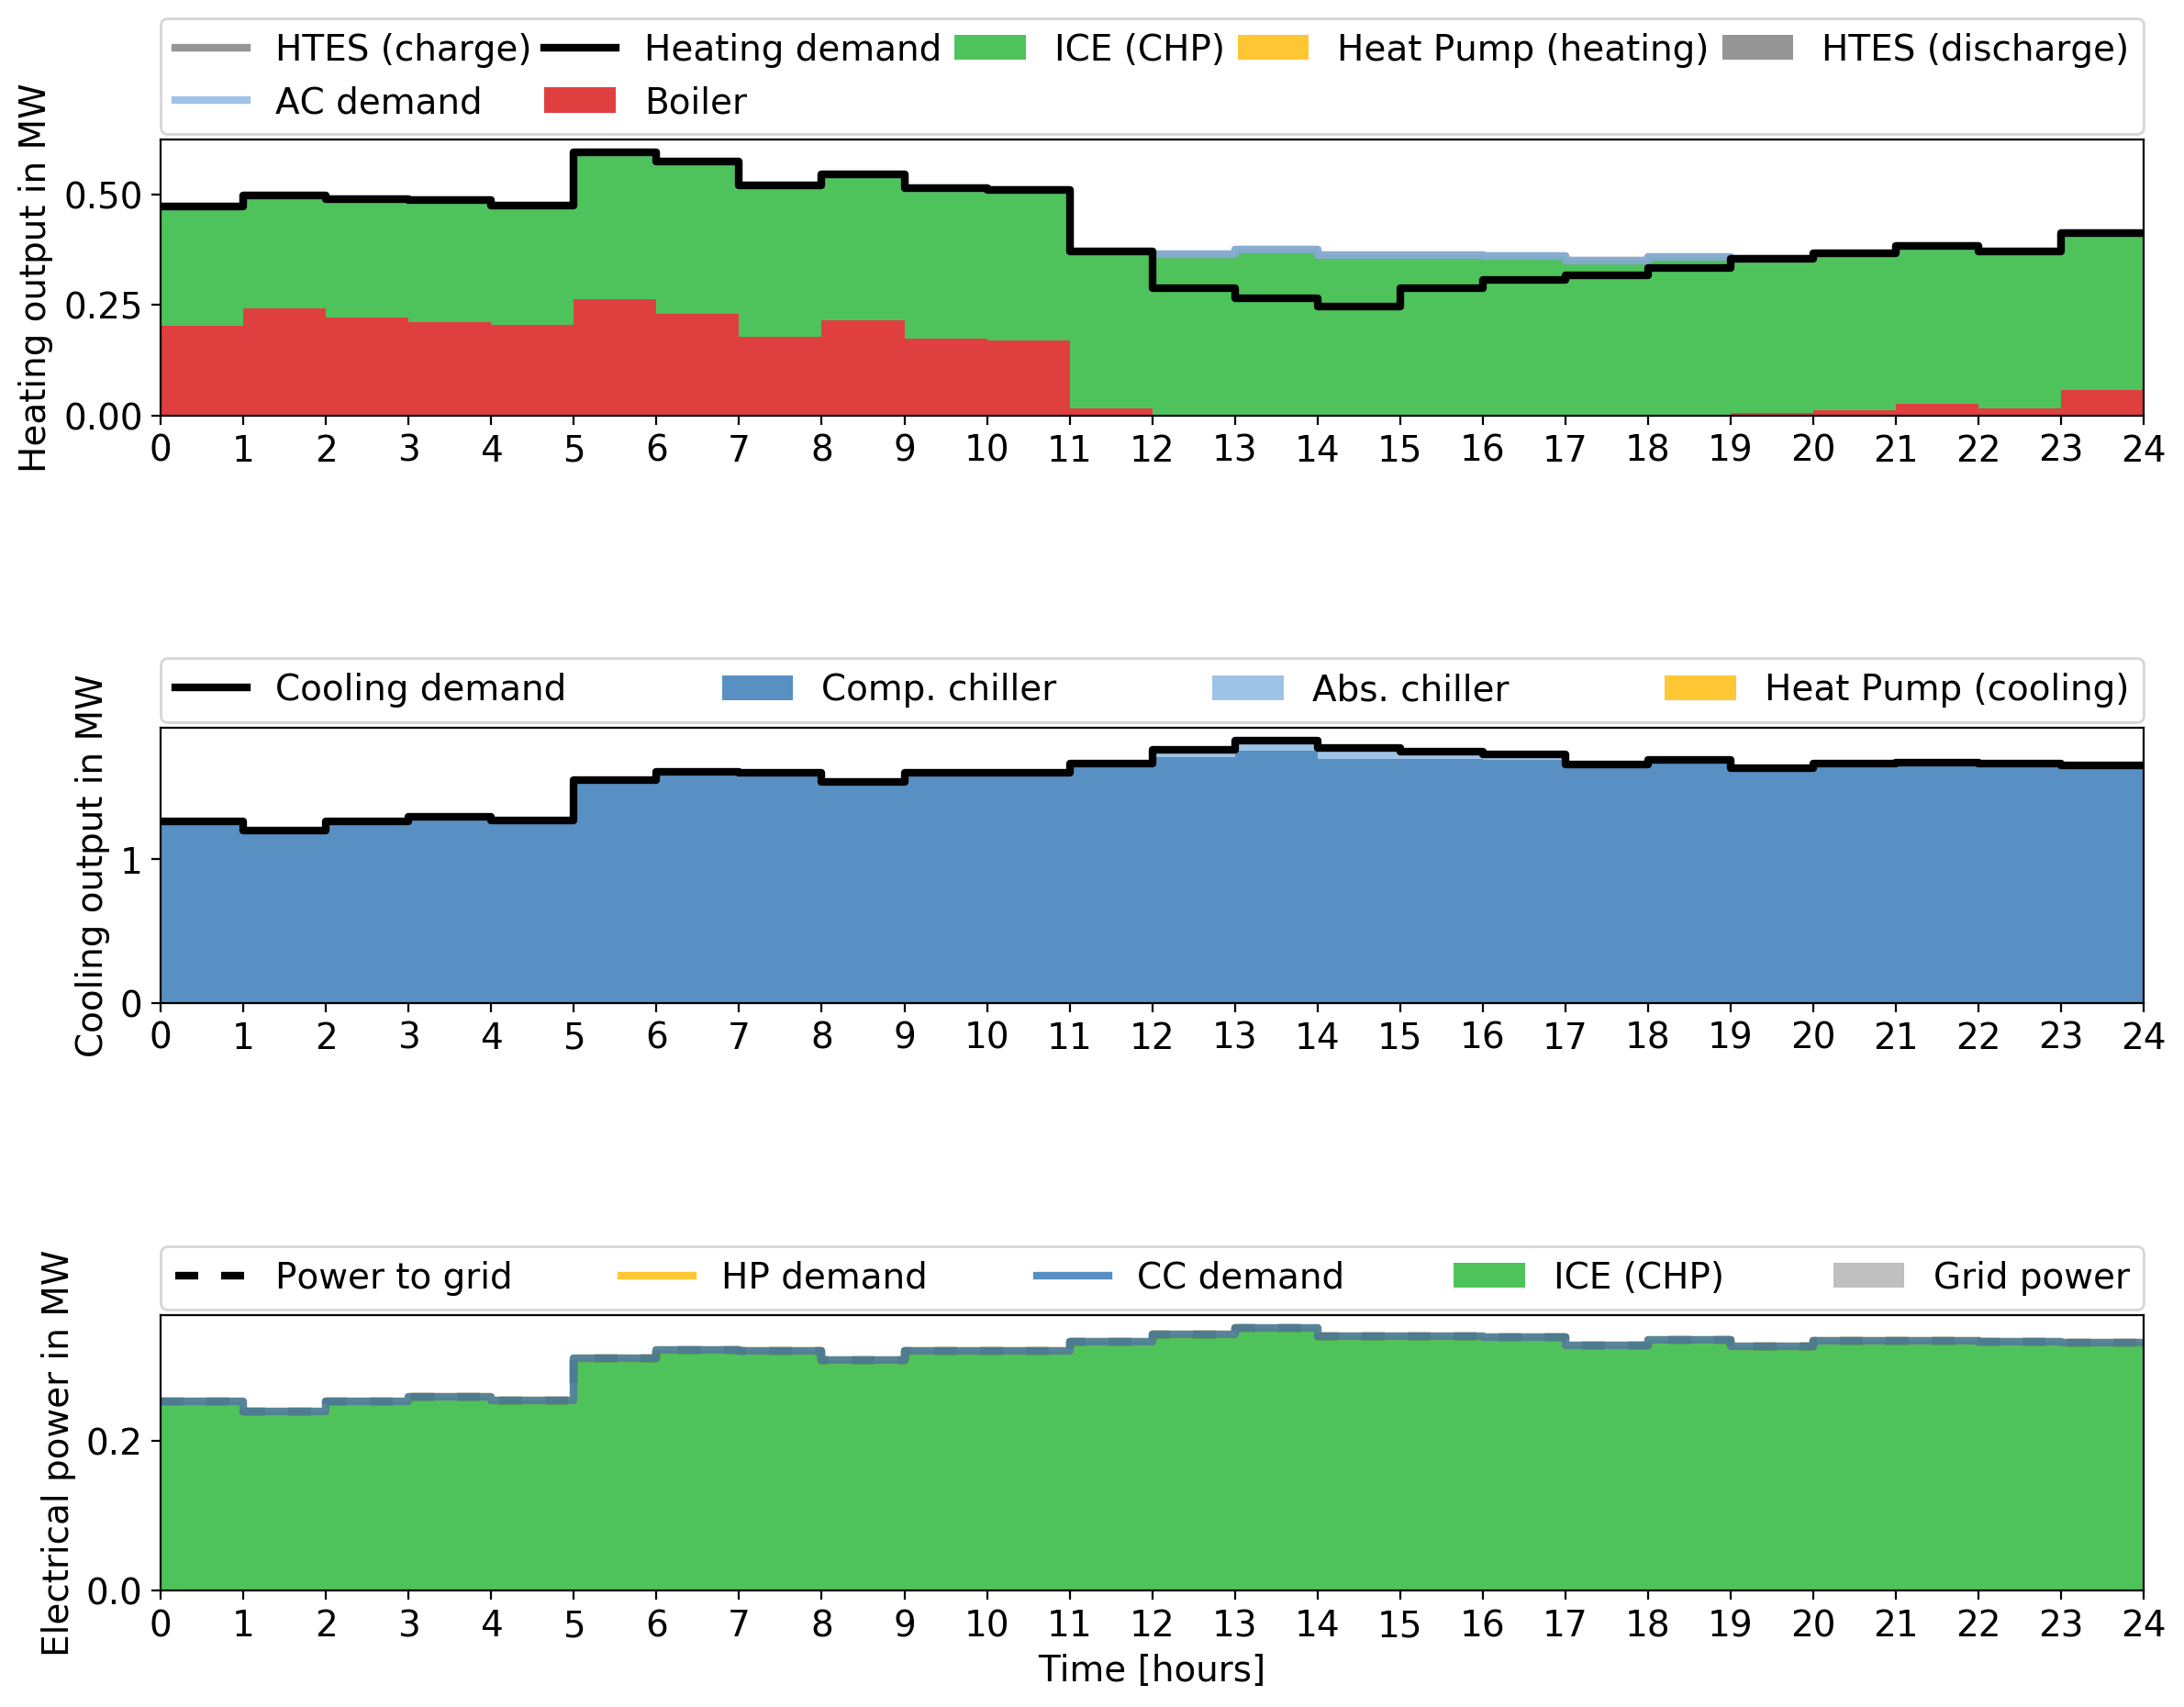 HTES (charge) Heating demand ICE (CHP) Heat Pump (heating) HTES (discharge)
AC demand Boiler
Heating output in MW
0.50
0.25
0.00
0 1 2 3 4 5 6 7 8 9 10 11 12 13 14 15 16 17 18 19 20 21 22 23 24
Cooling demand Comp. chiller Abs. chiller Heat Pump (cooling)
Cooling output in MW
1
0
0 1 2 3 4 5 6 7 8 9 10 11 12 13 14 15 16 17 18 19 20 21 22 23 24
Power to grid HP demand CC demand ICE (CHP) Grid power
Electrical power in MW
0.2
0.0
0 1 2 3 4 5 6 7 8 9 10 11 12 13 14 15 16 17 18 19 20 21 22 23 24
Time [hours]